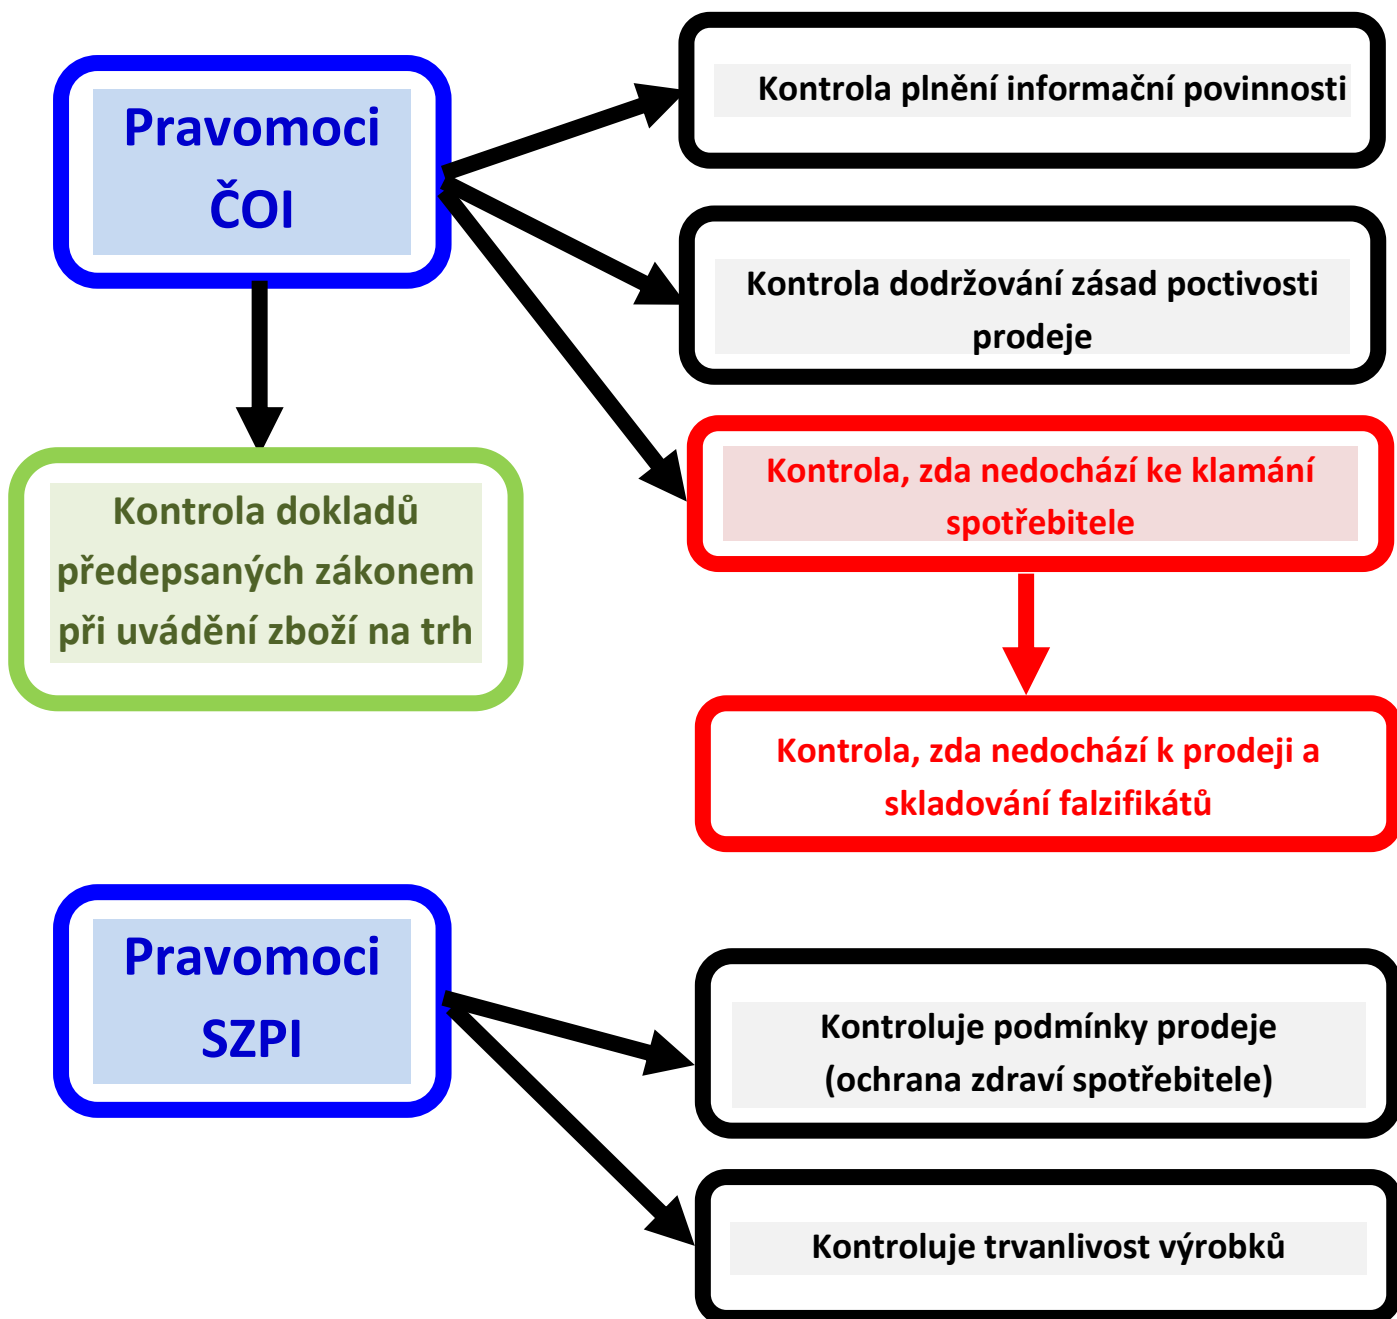 Pravomoci
ČOI
Kontrola plnění informační povinnosti
Kontrola dodržování zásad poctivosti
prodeje
Kontrola, zda nedochází ke klamání
spotřebitele
Kontrola dokladů
předepsaných zákonem
při uvádění zboží na trh
Kontrola, zda nedochází k prodeji a
skladování falzifikátů
Pravomoci
SZPI
Kontroluje podmínky prodeje
(ochrana zdraví spotřebitele)
Kontroluje trvanlivost výrobků